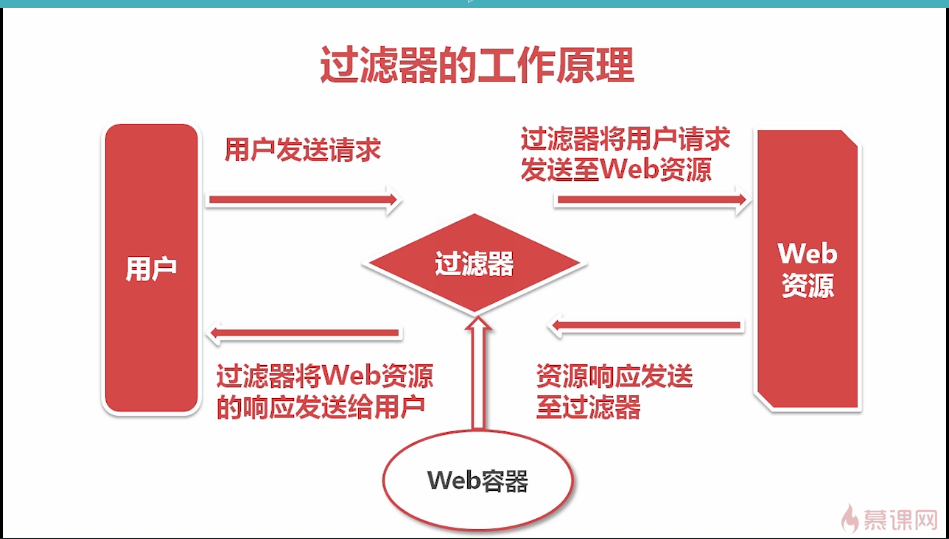 过滤器的工作原理
用户发送请求
过滤器将用户请求
发送至Web资源
用户
过滤器
Web
资源
过滤器将Web资源
的响应发送给用户
资源响应发送
至过滤器
Web容器
慕课网